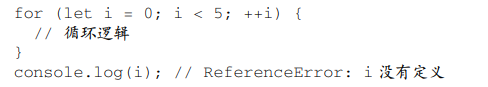 for (let i = 0; i < 5; ++i) {
  // 循环逻辑
}
console.log(i); // ReferenceError: i 没有定义